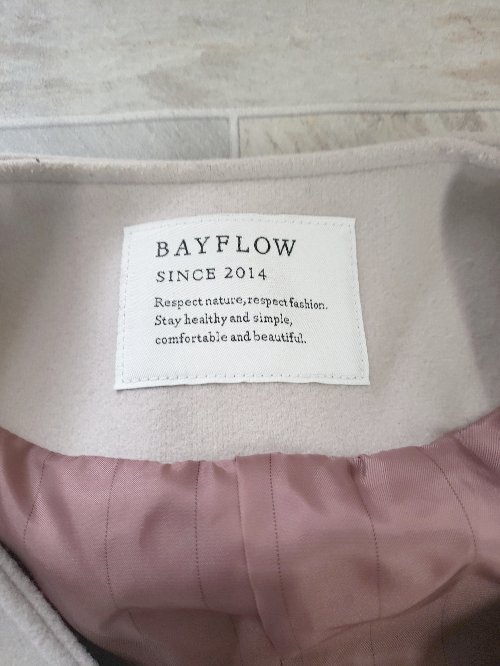 BAYFLOW
SINCE 2014
Respect nature, respect fashion.
Stay healthy and simple,
comfortable and beautiful.